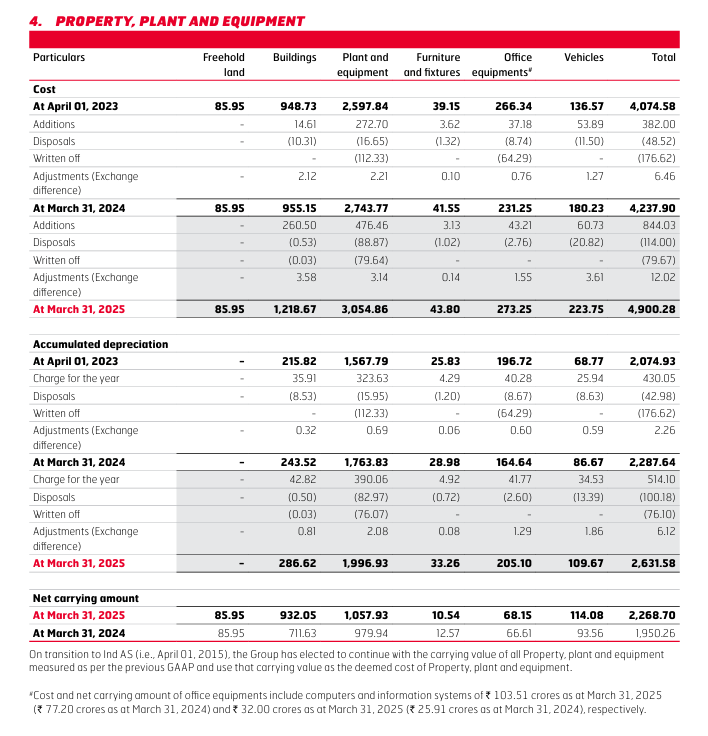 4. PROPERTY, PLANT AND EQUIPMENT
Particulars Freehold land Buildings Plant and equipment Furniture and fixtures Office equipments# Vehicles Total
Cost
At April 01, 2023 85.95 948.73 2,597.84 39.15 266.34 136.57 4,074.58
Additions – 14.61 272.70 3.62 37.18 53.89 382.00
Disposals – (10.31) (16.65) (1.32) (8.74) (11.50) (48.52)
Written off – – (112.33) – (64.29) – (176.62)
Adjustments (Exchange difference) – 2.12 2.21 0.10 0.76 1.27 6.46
At March 31, 2024 85.95 955.15 2,743.77 41.55 231.25 180.23 4,237.90
Additions – 260.50 476.46 3.13 43.21 60.73 844.03
Disposals – (0.53) (88.87) (1.02) (2.76) (20.82) (114.00)
Written off – (0.03) (79.64) – – – (79.67)
Adjustments (Exchange difference) – 3.58 3.14 0.14 1.55 3.61 12.02
At March 31, 2025 85.95 1,218.67 3,054.86 43.80 273.25 223.75 4,900.28
Accumulated depreciation
At April 01, 2023 – 215.82 1,567.79 25.83 196.72 68.77 2,074.93
Charge for the year – 35.91 323.63 4.29 40.28 25.94 430.05
Disposals – (8.53) (15.95) (1.20) (8.67) (8.63) (42.98)
Written off – – (112.33) – (64.29) – (176.62)
Adjustments (Exchange difference) – 0.32 0.69 0.06 0.60 0.59 2.26
At March 31, 2024 – 243.52 1,763.83 28.98 164.64 86.67 2,287.64
Charge for the year – 42.82 390.06 4.92 41.77 34.53 514.10
Disposals – (0.50) (82.97) (0.72) (2.60) (13.39) (100.18)
Written off – (0.03) (76.07) – – – (76.10)
Adjustments (Exchange difference) – 0.81 2.08 0.08 1.29 1.86 6.12
At March 31, 2025 – 286.62 1,996.93 33.26 205.10 109.67 2,631.58
Net carrying amount
At March 31, 2025 85.95 932.05 1,057.93 10.54 68.15 114.08 2,268.70
At March 31, 2024 85.95 711.63 979.94 12.57 66.61 93.56 1,950.26
On transition to Ind AS (i.e., April 01, 2015), the Group has elected to continue with the carrying value of all Property, plant and equipment
measured as per the previous GAAP and use that carrying value as the deemed cost of Property, plant and equipment.
#Cost and net carrying amount of office equipments include computers and information systems of ₹ 103.51 crores as at March 31, 2025
(₹ 77.20 crores as at March 31, 2024) and ₹ 32.00 crores as at March 31, 2025 (₹ 25.91 crores as at March 31, 2024), respectively.